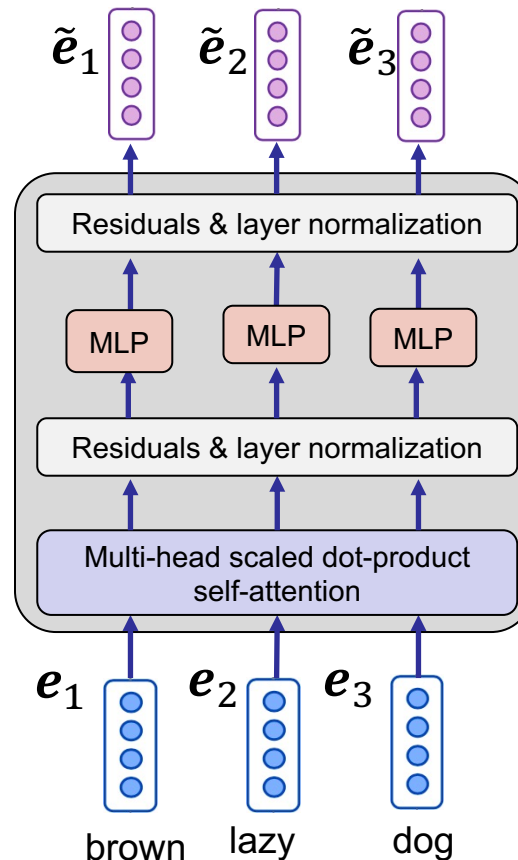 ẽ₁ ẽ₂ ẽ₃
Residuals & layer normalization
MLP MLP MLP
Residuals & layer normalization
Multi-head scaled dot-product
self-attention
e₁ e₂ e₃
brown lazy dog